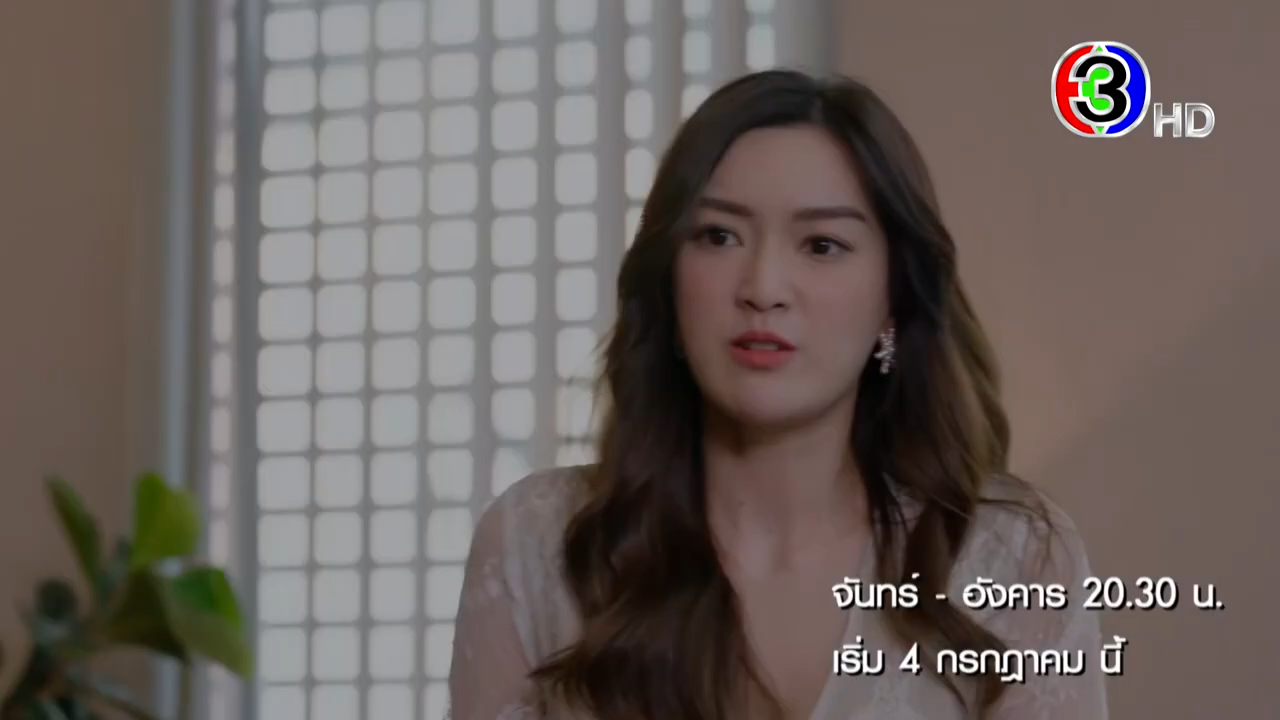 3 HD
จันทร์ - อังคาร 20.30 น.
เริ่ม 4 กรกฎาคม นี้